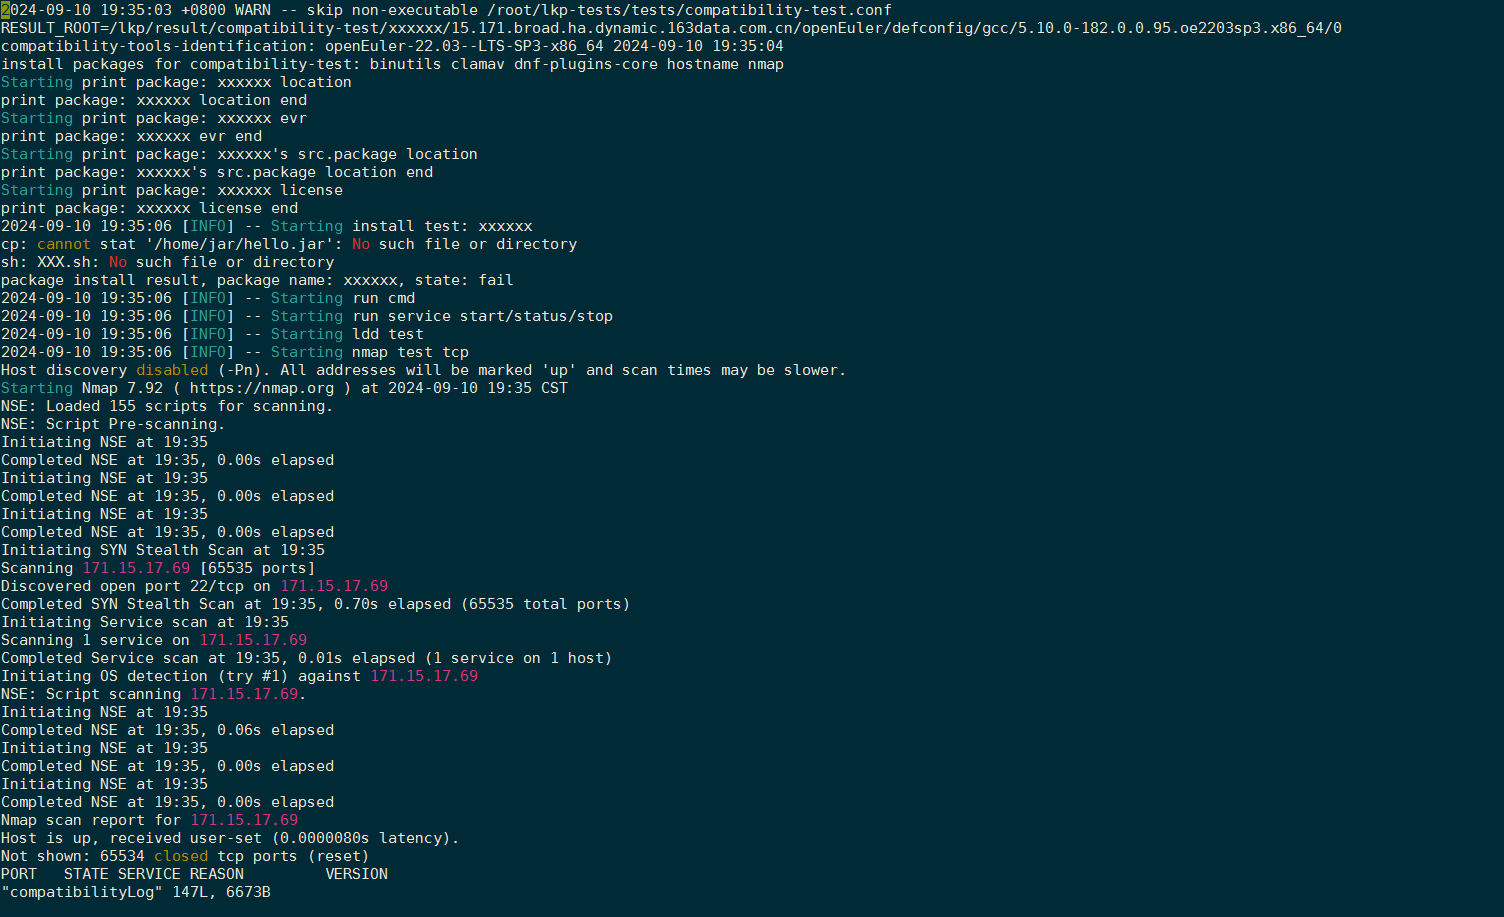 2024-09-10 19:35:03 +0800 WARN -- skip non-executable /root/lkp-tests/tests/compatibility-test.conf
RESULT_ROOT=/lkp/result/compatibility-test/xxxxxx/15.171.broad.ha.dynamic.163data.com.cn/openEuler/defconfig/gcc/5.10.0-182.0.0.95.oe2203sp3.x86_64/0
compatibility-tools-identification: openEuler-22.03--LTS-SP3-x86_64 2024-09-10 19:35:04
install packages for compatibility-test: binutils clamav dnf-plugins-core hostname nmap
Starting print package: xxxxxx location
print package: xxxxxx location end
Starting print package: xxxxxx evr
print package: xxxxxx evr end
Starting print package: xxxxxx's src.package location
print package: xxxxxx's src.package location end
Starting print package: xxxxxx license
print package: xxxxxx license end
2024-09-10 19:35:06 [INFO] -- Starting install test: xxxxxx
cp: cannot stat '/home/jar/hello.jar': No such file or directory
sh: XXX.sh: No such file or directory
package install result, package name: xxxxxx, state: fail
2024-09-10 19:35:06 [INFO] -- Starting run cmd
2024-09-10 19:35:06 [INFO] -- Starting run service start/status/stop
2024-09-10 19:35:06 [INFO] -- Starting ldd test
2024-09-10 19:35:06 [INFO] -- Starting nmap test tcp
Host discovery disabled (-Pn). All addresses will be marked 'up' and scan times may be slower.
Starting Nmap 7.92 ( https://nmap.org ) at 2024-09-10 19:35 CST
NSE: Loaded 155 scripts for scanning.
NSE: Script Pre-scanning.
Initiating NSE at 19:35
Completed NSE at 19:35, 0.00s elapsed
Initiating NSE at 19:35
Completed NSE at 19:35, 0.00s elapsed
Initiating NSE at 19:35
Completed NSE at 19:35, 0.00s elapsed
Initiating SYN Stealth Scan at 19:35
Scanning 171.15.17.69 [65535 ports]
Discovered open port 22/tcp on 171.15.17.69
Completed SYN Stealth Scan at 19:35, 0.70s elapsed (65535 total ports)
Initiating Service scan at 19:35
Scanning 1 service on 171.15.17.69
Completed Service scan at 19:35, 0.01s elapsed (1 service on 1 host)
Initiating OS detection (try #1) against 171.15.17.69
NSE: Script scanning 171.15.17.69.
Initiating NSE at 19:35
Completed NSE at 19:35, 0.06s elapsed
Initiating NSE at 19:35
Completed NSE at 19:35, 0.00s elapsed
Initiating NSE at 19:35
Completed NSE at 19:35, 0.00s elapsed
Nmap scan report for 171.15.17.69
Host is up, received user-set (0.0000080s latency).
Not shown: 65534 closed tcp ports (reset)
PORT   STATE SERVICE REASON         VERSION
"compatibilityLog" 147L, 6673B